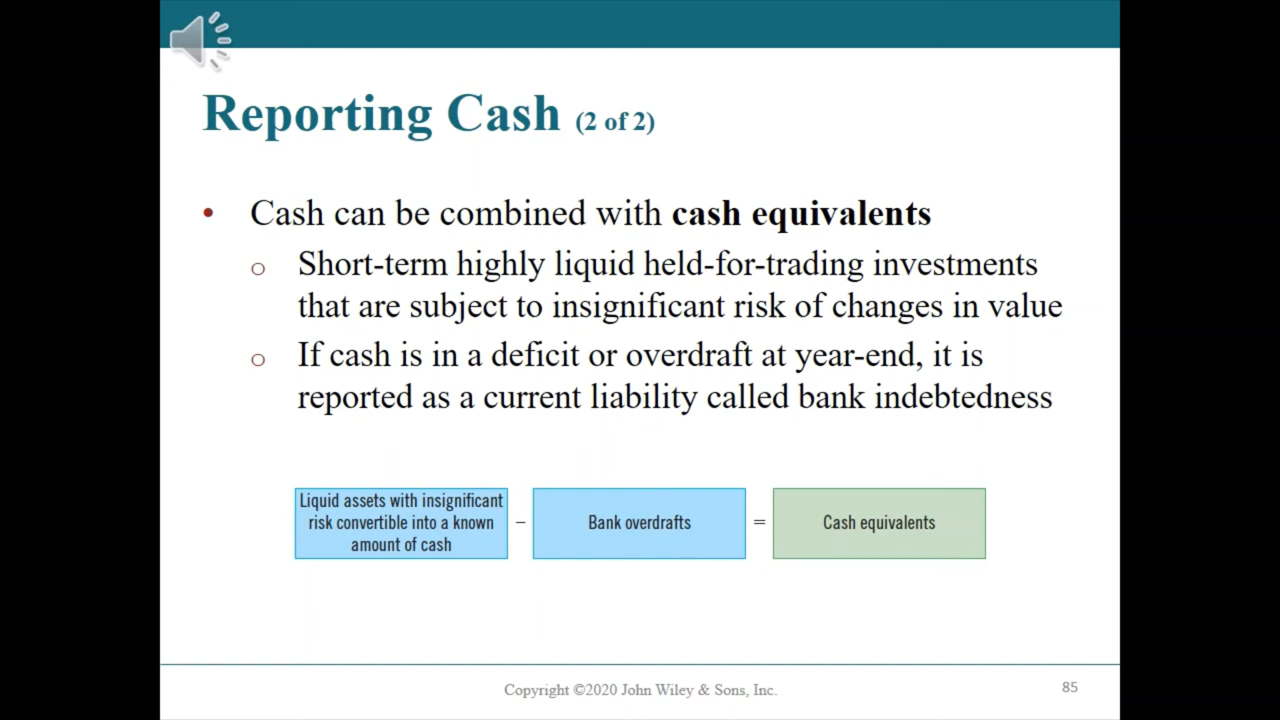 Reporting Cash (2 of 2)
• Cash can be combined with cash equivalents
o Short-term highly liquid held-for-trading investments
that are subject to insignificant risk of changes in value
o If cash is in a deficit or overdraft at year-end, it is
reported as a current liability called bank indebtedness
Liquid assets with insignificant
risk convertible into a known
amount of cash
–
Bank overdrafts
=
Cash equivalents
Copyright ©2020 John Wiley & Sons, Inc.
85